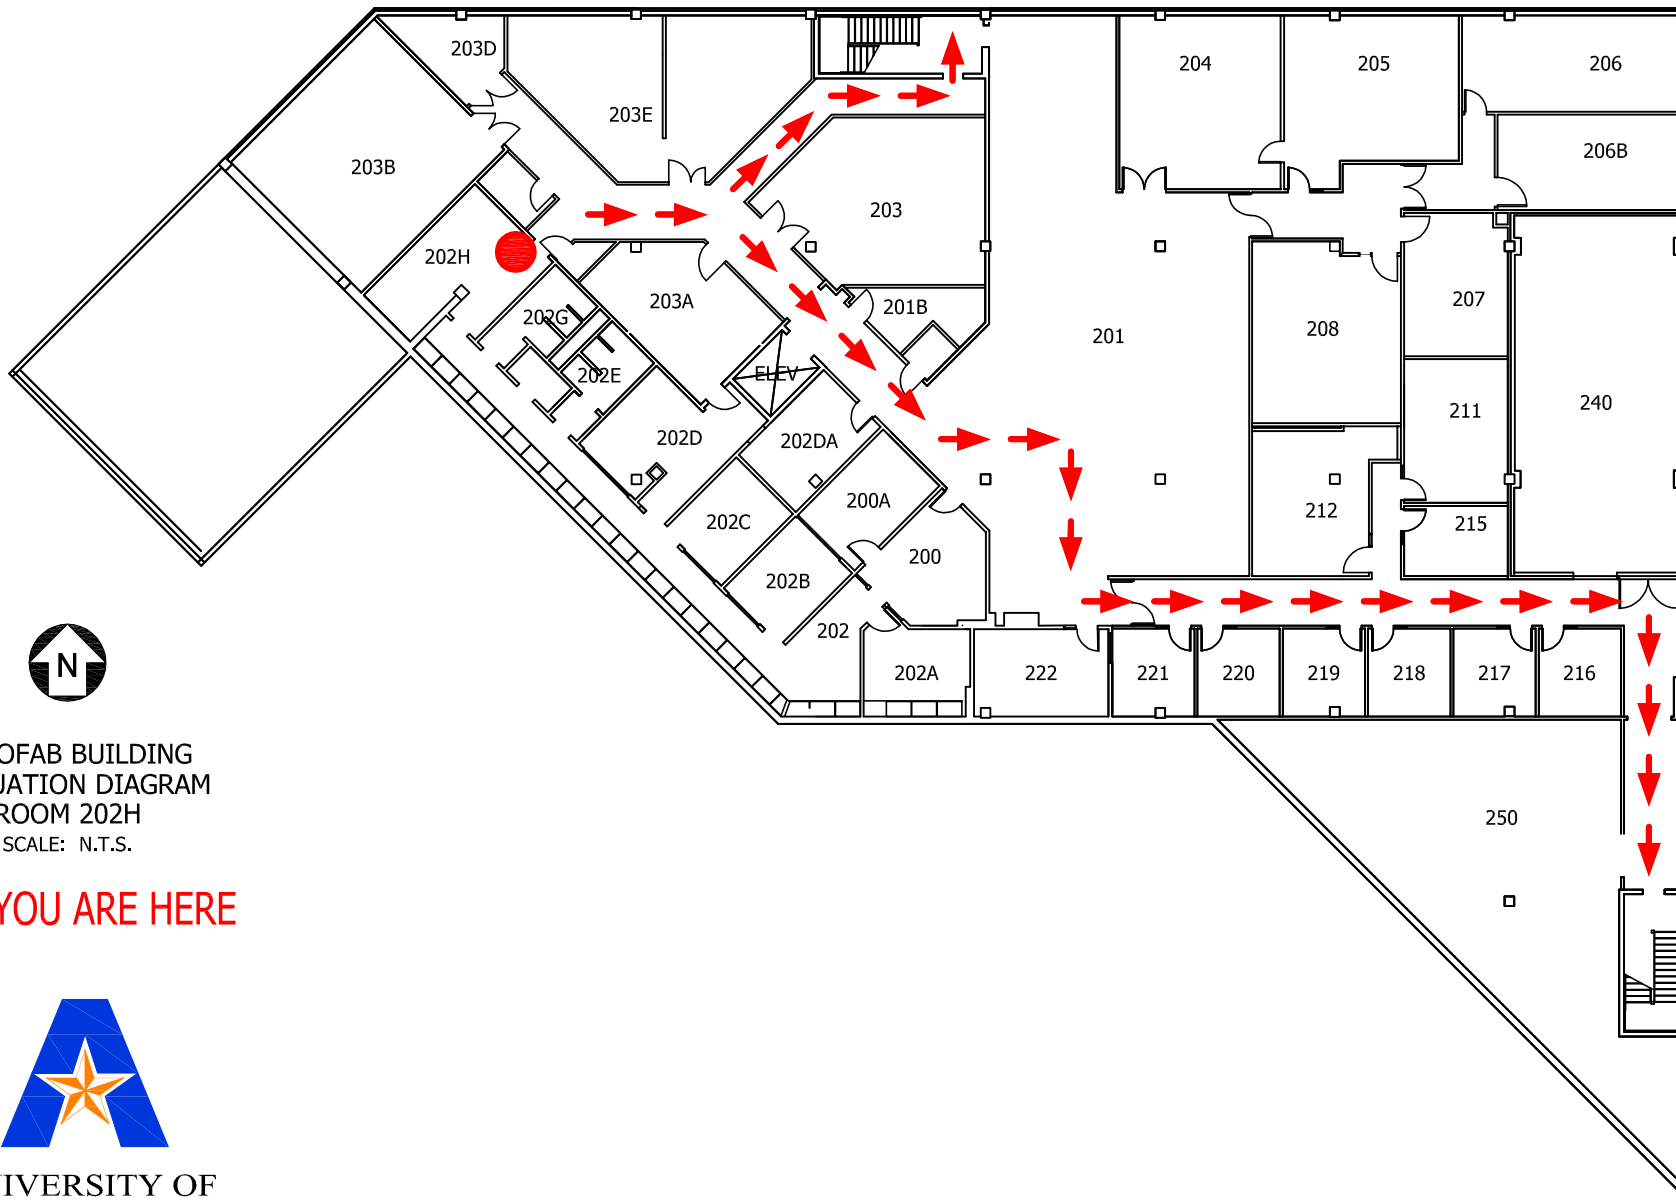 203D
204
205
206
203E
206B
203B
203
202H
203A
201B
207
202G
201
208
ELEV
202E
211
240
202D
202DA
200A
202C
212
215
200
202B
202
202A
222
221
220
219
218
217
216
N
OFAB BUILDING
UATION DIAGRAM
ROOM 202H
SCALE: N.T.S.
250
YOU ARE HERE
IVERSITY OF